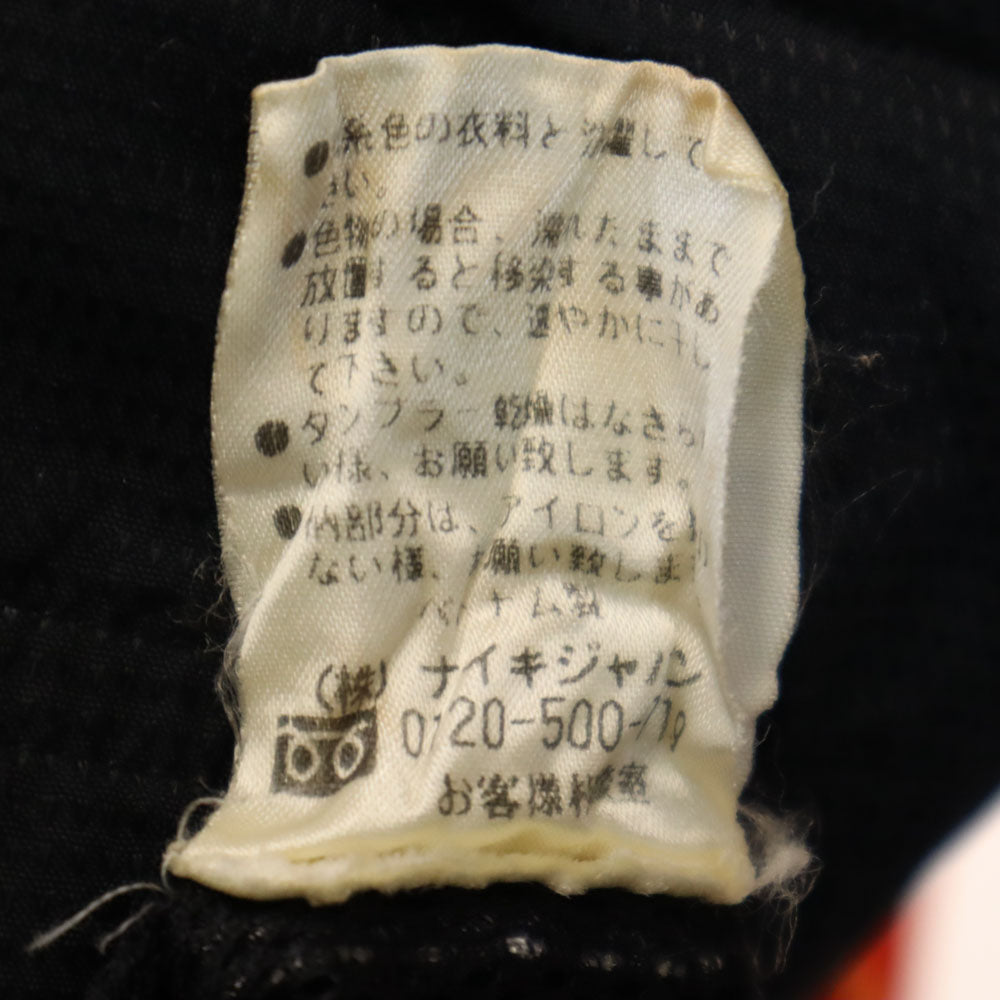 ●系色の衣料と洗濯して
さい。
●色物の場合、濡れたままで
放置すると移染する事があ
りますので、速やかに干し
て下さい。
●タンブラー乾燥はなさらな
い様、お願い致します。
● 部分は、アイロンを
ない様、お願い致します
(株)ナイキジャパン
0120-500-
お客様相談室